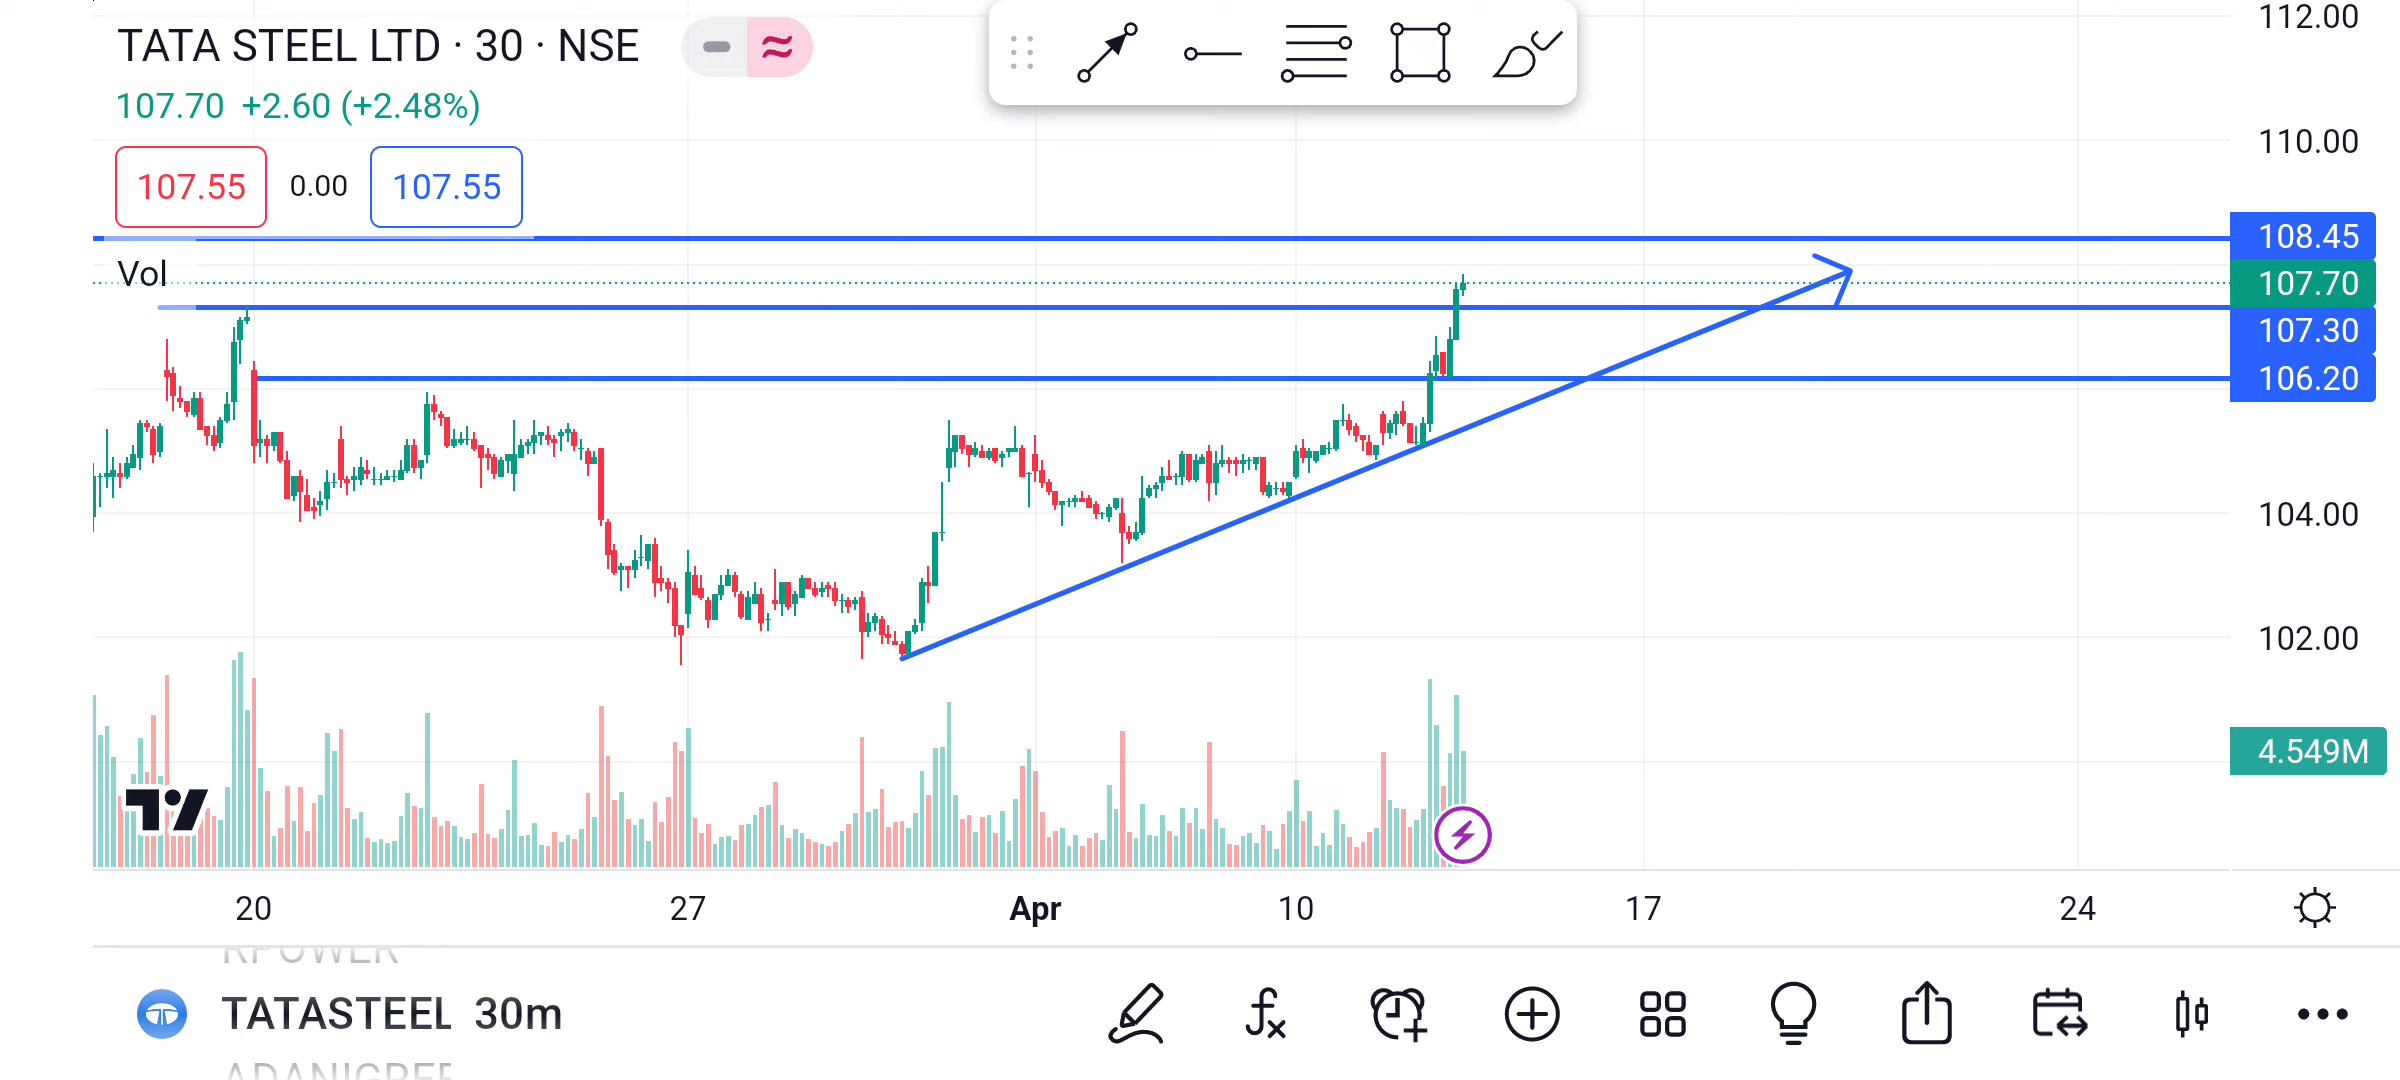 TATA STEEL LTD · 30 · NSE
107.70 +2.60 (+2.48%)
107.55 0.00 107.55
Vol
112.00
110.00
108.45
107.70
107.30
106.20
104.00
102.00
4.549M
20 27 Apr 10 17 24
RPOWER
TATASTEEL 30m